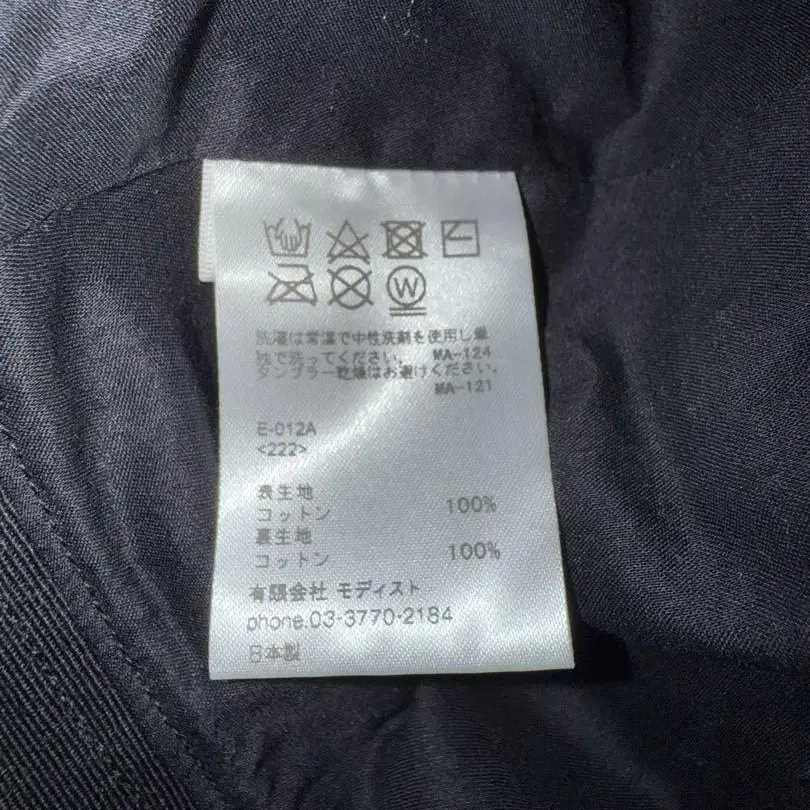 W
洗濯は常温で中性洗剤を使用し単
独で洗ってください。 MA-124
タンブラー乾燥はお避けください。
MA-121
E-012A
<222>
表生地
コットン 100%
裏生地
コットン 100%
有限会社 モディスト
phone.03-3770-2184
日本製